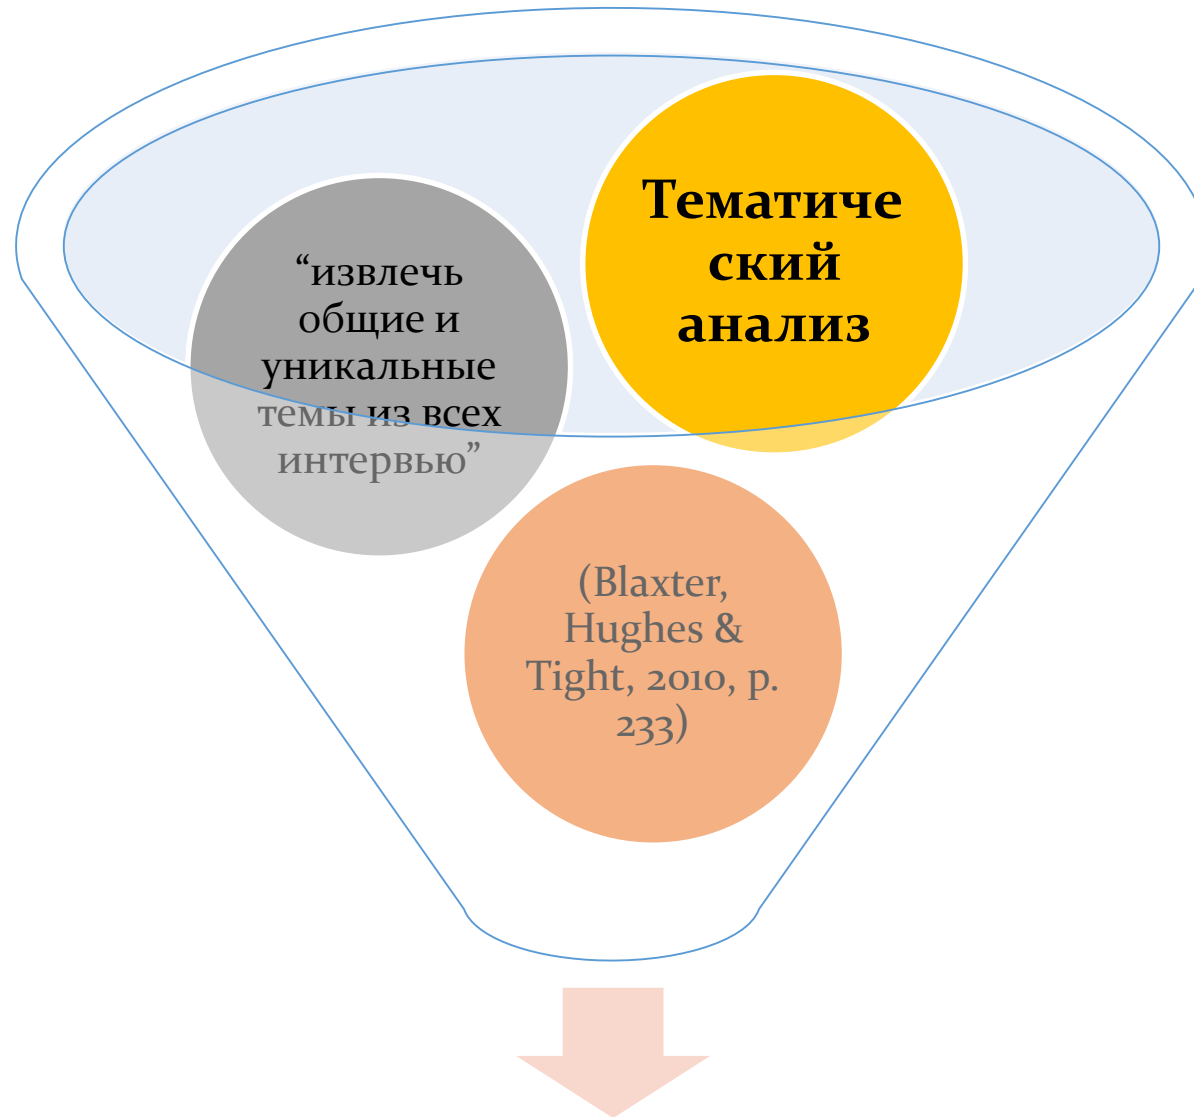 Тематиче
ский
анализ
“извлечь
общие и
уникальные
темы из всех
интервью”
(Blaxter,
Hughes &
Tight, 2010, p.
233)